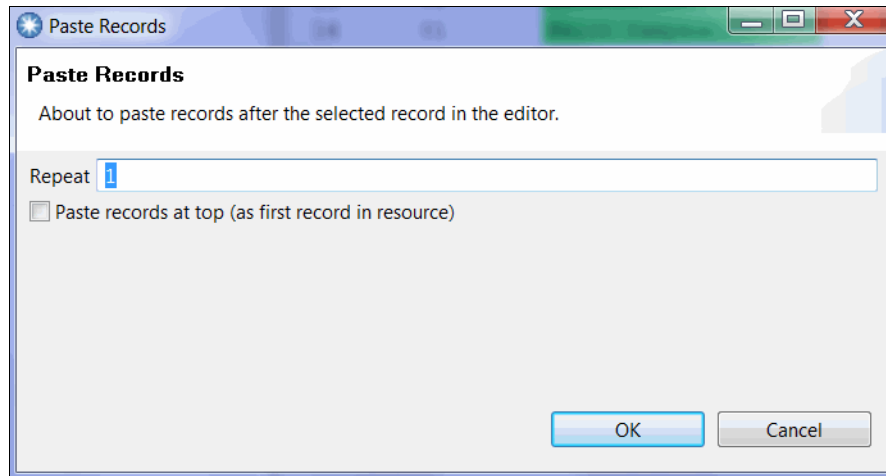 Paste Records
Paste Records
About to paste records after the selected record in the editor.
Repeat 1
Paste records at top (as first record in resource)
OK Cancel